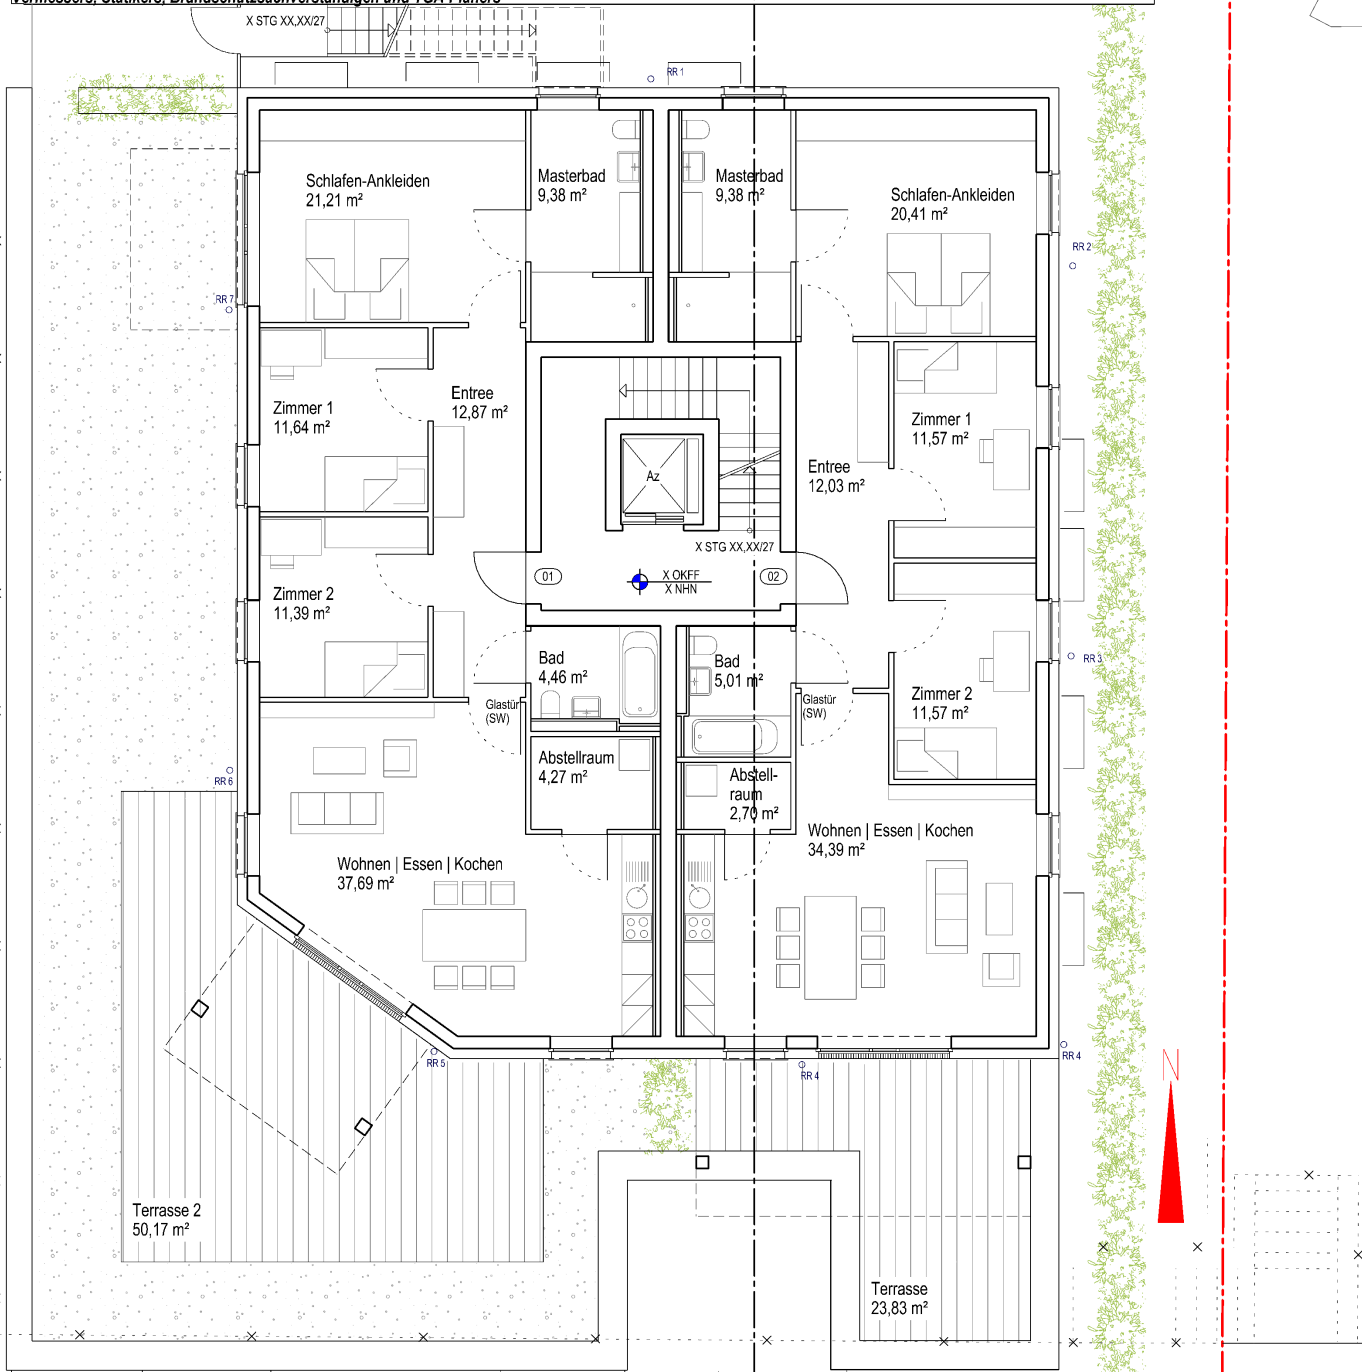 Vermessers, Statikers, Brandschutzsachverständigen und TGA-Planers
X STG XX,XX/27
RR 1
Schlafen-Ankleiden
21,21 m²
Masterbad
9,38 m²
Masterbad
9,38 m²
Schlafen-Ankleiden
20,41 m²
RR 2
RR 7
Zimmer 1
11,64 m²
Entree
12,87 m²
Zimmer 1
11,57 m²
Az
Entree
12,03 m²
X STG XX,XX/27
01
X OKFF
X NHN
02
Zimmer 2
11,39 m²
Bad
4,46 m²
Bad
5,01 m²
RR 3
Glastür
(SW)
Glastür
(SW)
Zimmer 2
11,57 m²
Abstellraum
4,27 m²
Abstell-
raum
2,70 m²
RR 6
Wohnen | Essen | Kochen
37,69 m²
Wohnen | Essen | Kochen
34,39 m²
RR 5
RR 4
RR 4
N
Terrasse 2
50,17 m²
Terrasse
23,83 m²